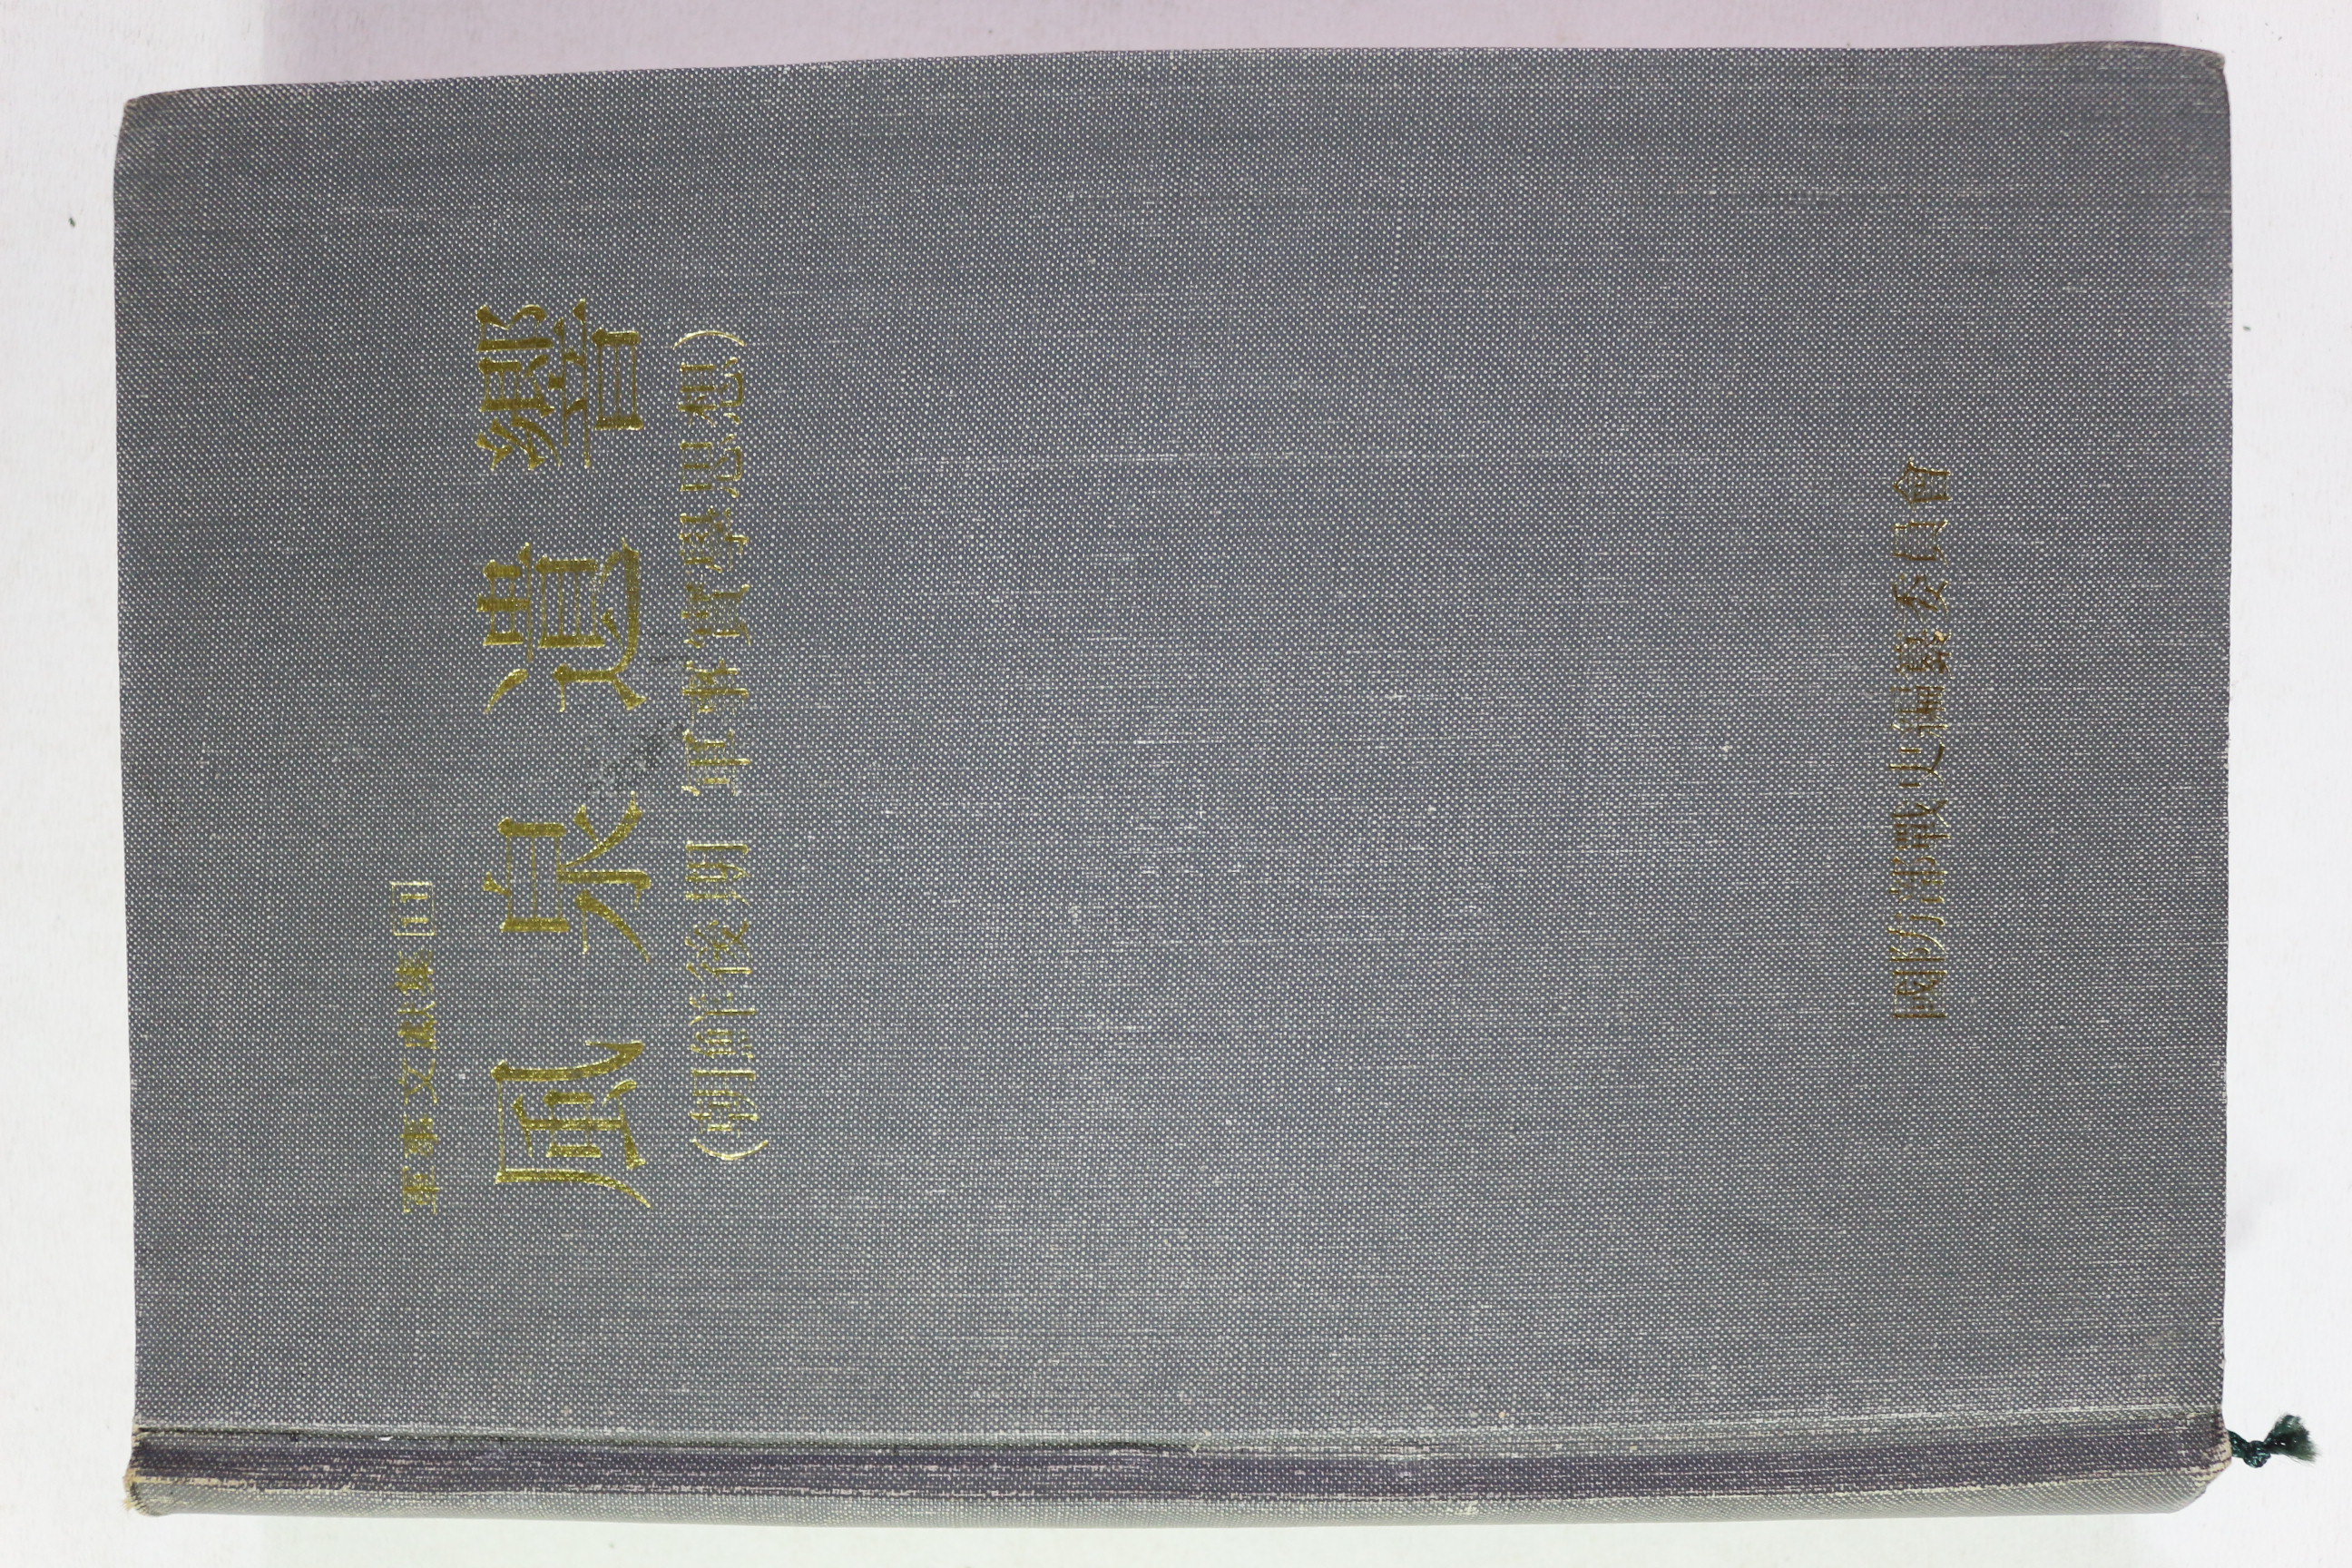 軍事文獻集 11
風泉遺響
(朝鮮後期 軍事實學思想)
國防部戰史編纂委員會